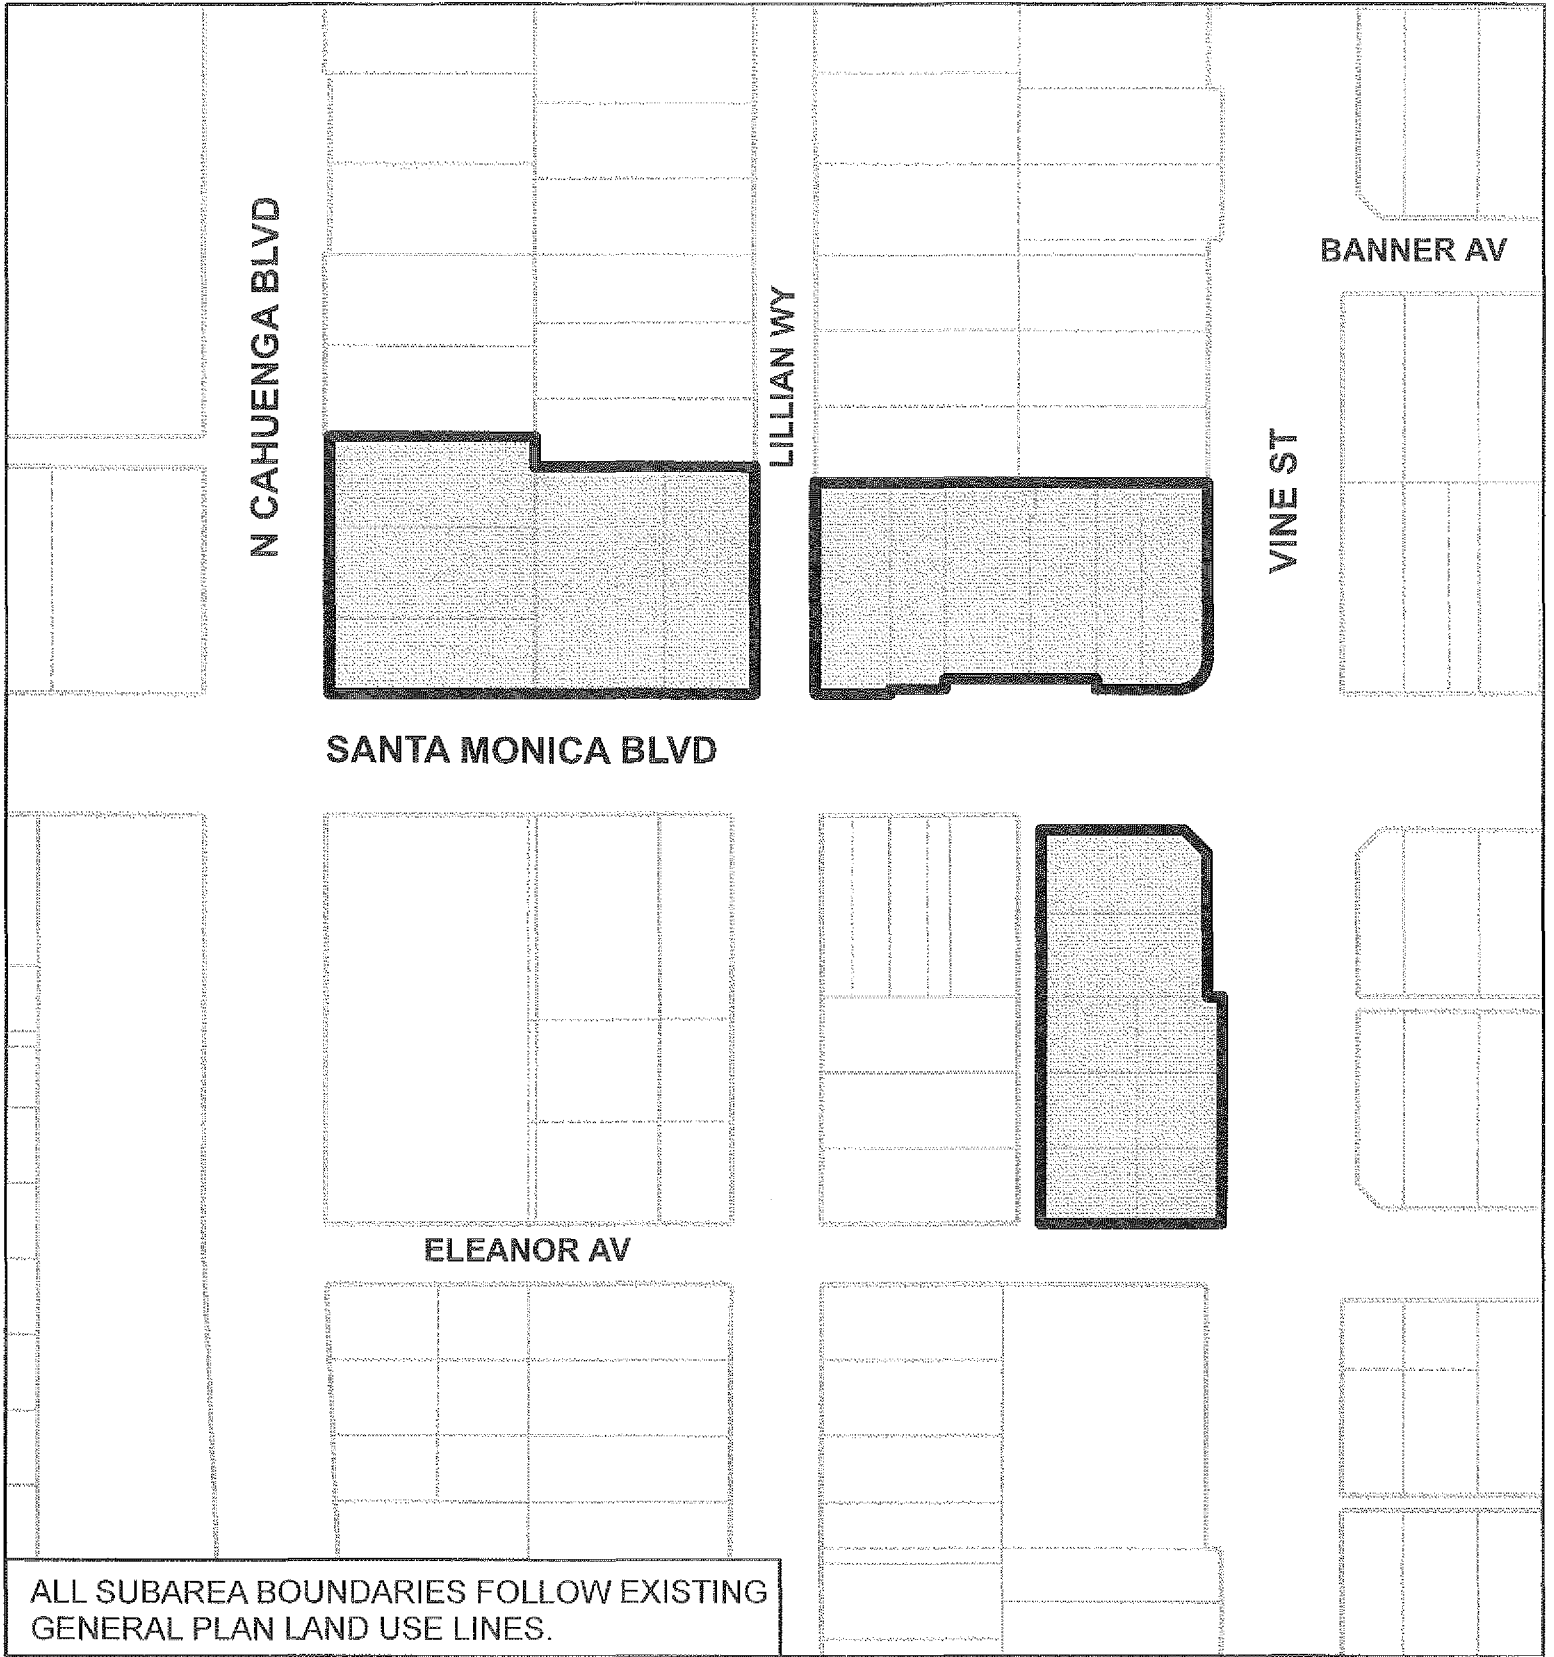 BANNER AV
N CAHUENGA BLVD
LILLIAN WY
VINE ST
SANTA MONICA BLVD
ELEANOR AV
ALL SUBAREA BOUNDARIES FOLLOW EXISTING
GENERAL PLAN LAND USE LINES.